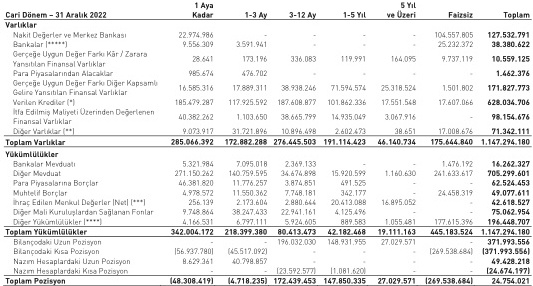 1 Aya 5 Yıl
Cari Dönem – 31 Aralık 2022 Kadar 1-3 Ay 3-12 Ay 1-5 Yıl ve Üzeri Faizsiz Toplam
Varlıklar
Nakit Değerler ve Merkez Bankası 22.974.986 - - - - 104.557.805 127.532.791
Bankalar (*****) 9.556.309 3.591.941 - - - 25.232.372 38.380.622
Gerçeğe Uygun Değer Farkı Kâr / Zarara
Yansıtılan Finansal Varlıklar 28.641 173.196 336.083 119.991 164.095 9.737.119 10.559.125
Para Piyasalarından Alacaklar 985.674 476.702 - - - - 1.462.376
Gerçeğe Uygun Değer Farkı Diğer Kapsamlı
Gelire Yansıtılan Finansal Varlıklar 16.585.316 17.889.311 38.938.246 71.594.574 25.318.524 1.501.802 171.827.773
Verilen Krediler (*) 185.479.287 117.925.592 187.608.877 101.862.336 17.551.548 17.607.066 628.034.706
İtfa Edilmiş Maliyeti Üzerinden Değerlenen
Finansal Varlıklar 40.382.262 1.103.650 38.665.799 14.935.049 3.067.916 - 98.154.676
Diğer Varlıklar (**) 9.073.917 31.721.896 10.896.498 2.602.473 38.651 17.008.676 71.342.111
Toplam Varlıklar 285.066.392 172.882.288 276.445.503 191.114.423 46.140.734 175.644.840 1.147.294.180
Yükümlülükler
Bankalar Mevduatı 5.321.984 7.095.018 2.369.133 - - 1.476.192 16.262.327
Diğer Mevduat 271.150.262 140.759.595 34.674.898 15.920.599 1.160.630 241.633.617 705.299.601
Para Piyasalarına Borçlar 46.381.820 11.776.257 3.874.851 491.525 - - 62.524.453
Muhtelif Borçlar 4.978.572 11.550.362 7.748.181 342.177 - 24.458.319 49.077.611
İhraç Edilen Menkul Değerler (Net) (***) 256.139 2.173.604 2.880.644 20.413.088 16.895.052 - 42.618.527
Diğer Mali Kuruluşlardan Sağlanan Fonlar 9.748.864 38.247.433 22.941.161 4.125.496 - - 75.062.954
Diğer Yükümlülükler (****) 4.166.531 6.797.111 5.924.605 889.583 1.055.481 177.615.396 196.448.707
Toplam Yükümlülükler 342.004.172 218.399.380 80.413.473 42.182.468 19.111.163 445.183.524 1.147.294.180
Bilançodaki Uzun Pozisyon - - 196.032.030 148.931.955 27.029.571 - 371.993.556
Bilançodaki Kısa Pozisyon (56.937.780) (45.517.092) - - - (269.538.684) (371.993.556)
Nazım Hesaplardaki Uzun Pozisyon 8.629.361 40.798.857 - - - - 49.428.218
Nazım Hesaplardaki Kısa Pozisyon - - (23.592.577) (1.081.620) - - (24.674.197)
Toplam Pozisyon (48.308.419) (4.718.235) 172.439.453 147.850.335 27.029.571 (269.538.684) 24.754.021